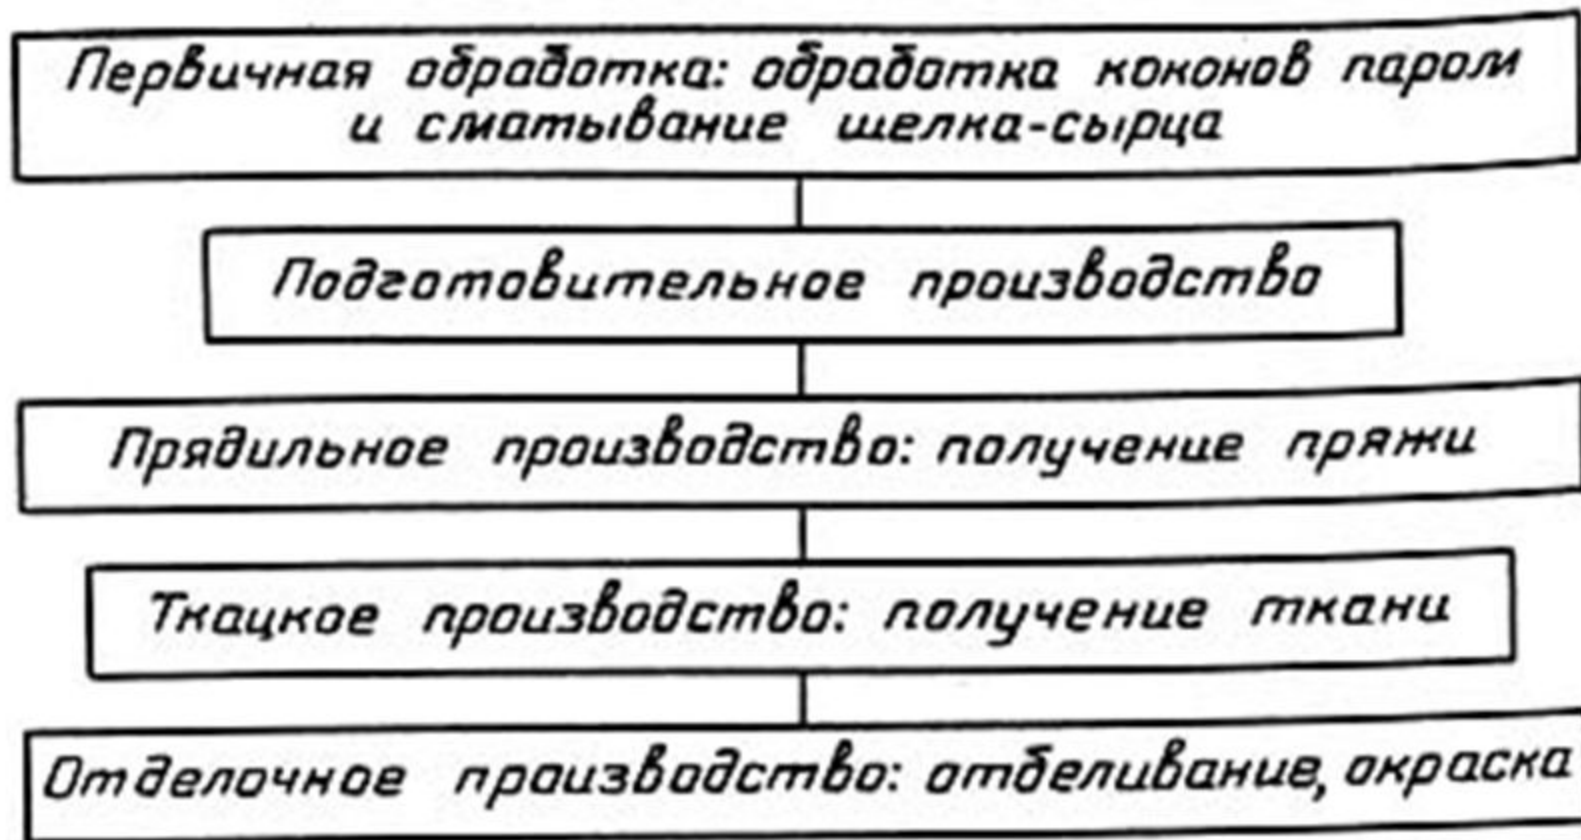 Первичная обработка: обработка коконов паром
и сматывание шелка-сырца
Подготовительное производство
Прядильное производство: получение пряжи
Ткацкое производство: получение ткани
Отделочное производство: отбеливание, окраска